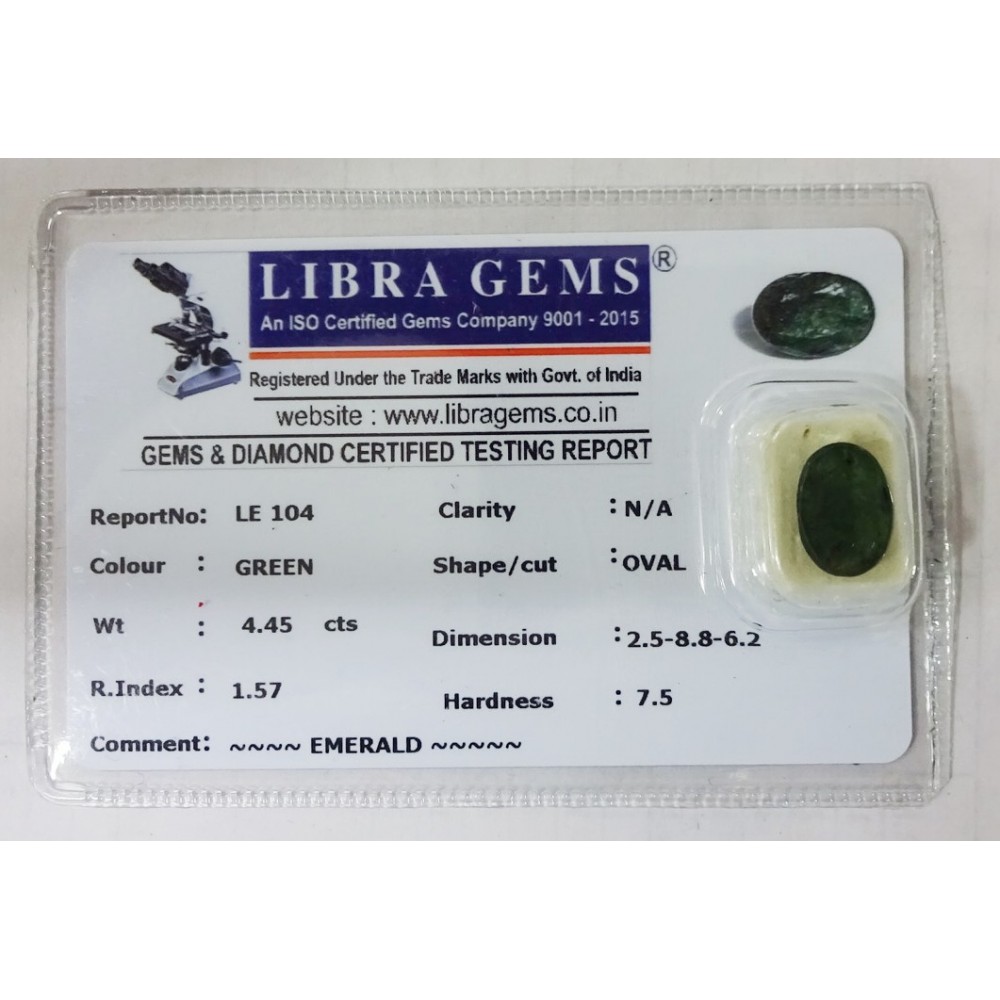 LIBRA GEMS ®
An ISO Certified Gems Company 9001 - 2015
Registered Under the Trade Marks with Govt. of India
website : www.libragems.co.in
GEMS & DIAMOND CERTIFIED TESTING REPORT
ReportNo: LE 104 Clarity : N/A
Colour : GREEN Shape/cut : OVAL
Wt : 4.45 cts Dimension : 2.5-8.8-6.2
R.Index : 1.57 Hardness : 7.5
Comment: ~~~~ EMERALD ~~~~~